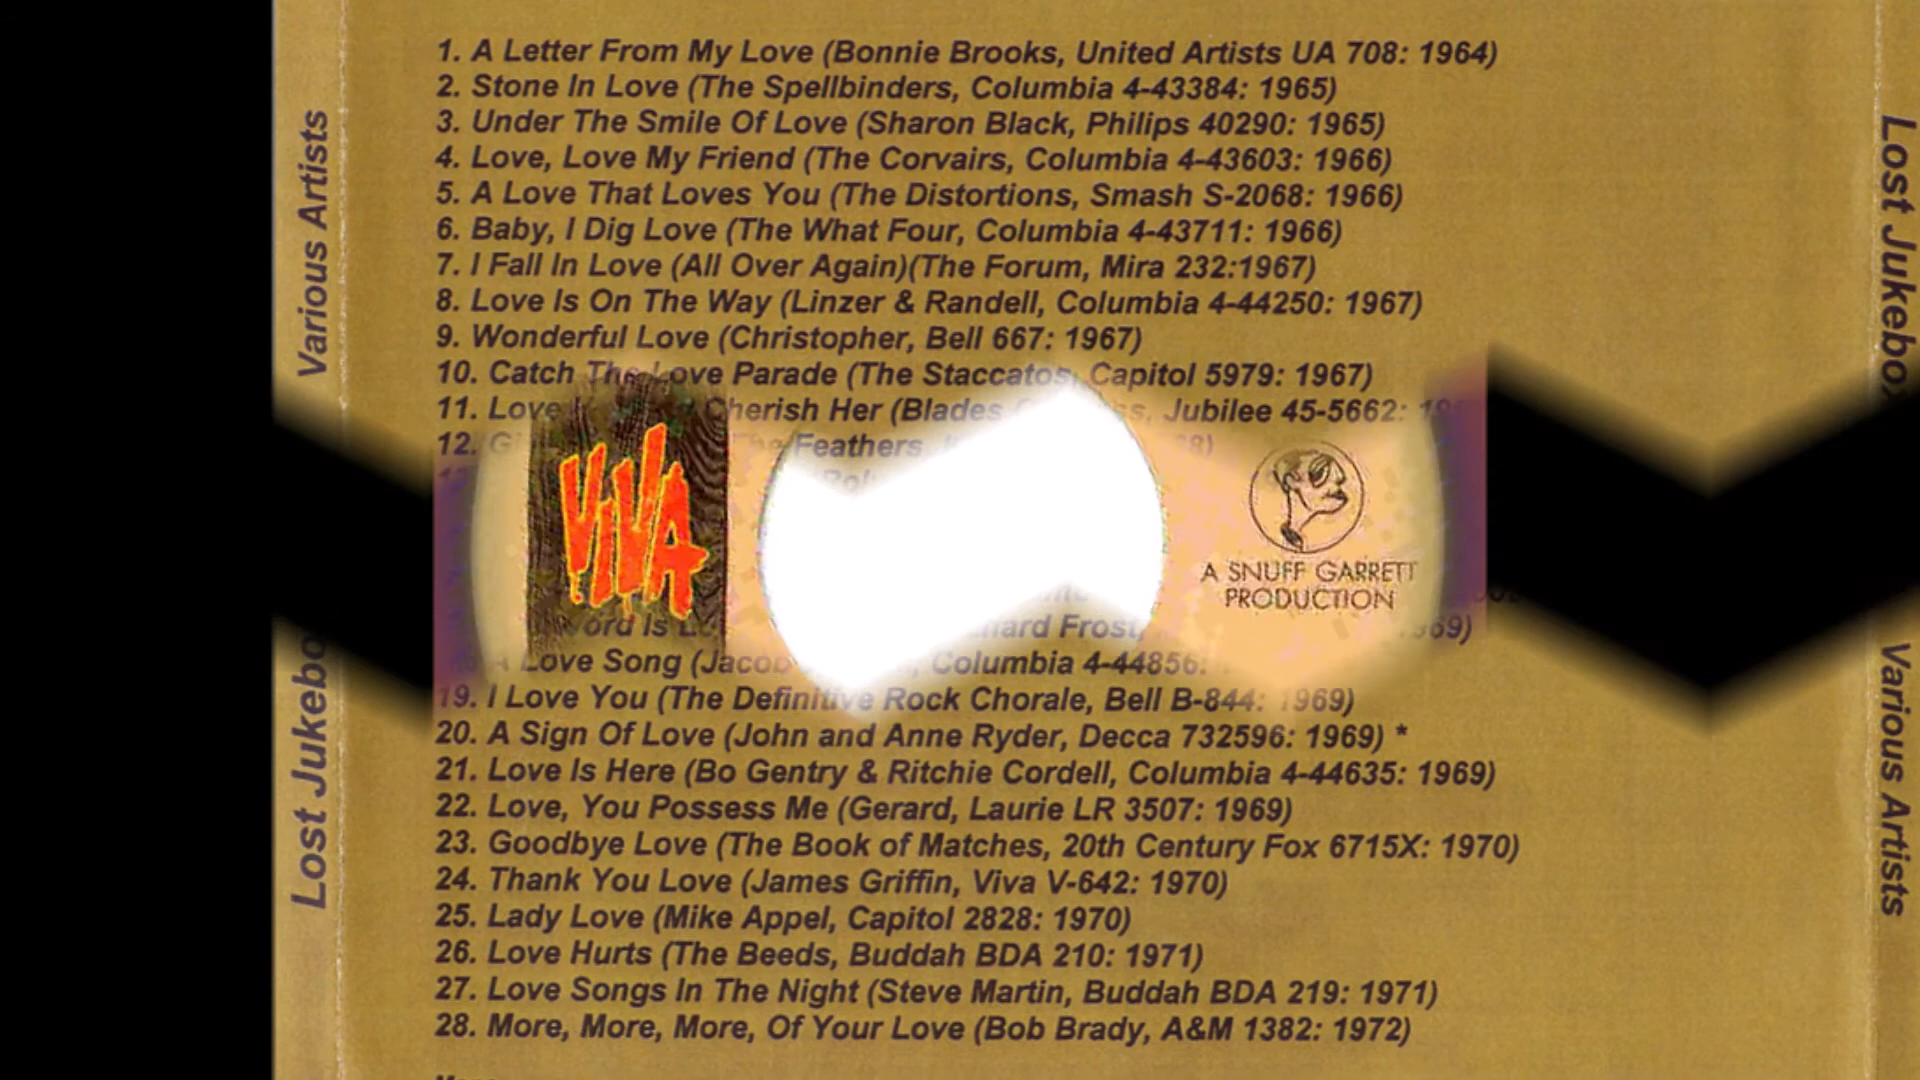 1. A Letter From My Love (Bonnie Brooks, United Artists UA 708: 1964)
2. Stone In Love (The Spellbinders, Columbia 4-43384: 1965)
3. Under The Smile Of Love (Sharon Black, Philips 40290: 1965)
4. Love, Love My Friend (The Corvairs, Columbia 4-43603: 1966)
5. A Love That Loves You (The Distortions, Smash S-2068: 1966)
6. Baby, I Dig Love (The What Four, Columbia 4-43711: 1966)
7. I Fall In Love (All Over Again)(The Forum, Mira 232:1967)
8. Love Is On The Way (Linzer & Randell, Columbia 4-44250: 1967)
9. Wonderful Love (Christopher, Bell 667: 1967)
10. Catch The Love Parade (The Staccatos, Capitol 5979: 1967)
11. Love Cherish Her (Blades Jubilee 45-5662:
12. The Feathers,
VIVA
A SNUFF GARRETT
PRODUCTION
Word Is Frost,
Love Song Columbia 4-44856:
19. I Love You (The Definitive Rock Chorale, Bell B-844: 1969)
20. A Sign Of Love (John and Anne Ryder, Decca 732596: 1969) *
21. Love Is Here (Bo Gentry & Ritchie Cordell, Columbia 4-44635: 1969)
22. Love, You Possess Me (Gerard, Laurie LR 3507: 1969)
23. Goodbye Love (The Book of Matches, 20th Century Fox 6715X: 1970)
24. Thank You Love (James Griffin, Viva V-642: 1970)
25. Lady Love (Mike Appel, Capitol 2828: 1970)
26. Love Hurts (The Beeds, Buddah BDA 210: 1971)
27. Love Songs In The Night (Steve Martin, Buddah BDA 219: 1971)
28. More, More, More, Of Your Love (Bob Brady, A&M 1382: 1972)
Various Artists
Lost Jukebo
Lost Jukebox
Various Artists